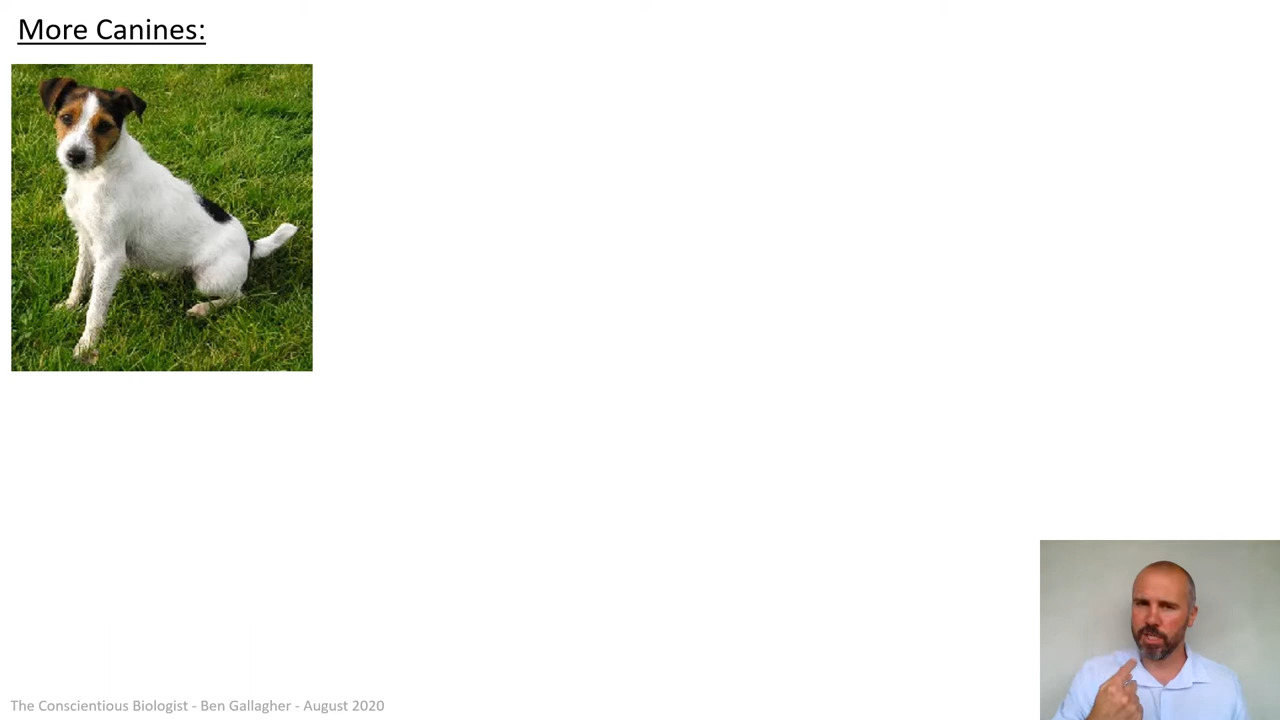 More Canines:
The Conscientious Biologist - Ben Gallagher - August 2020